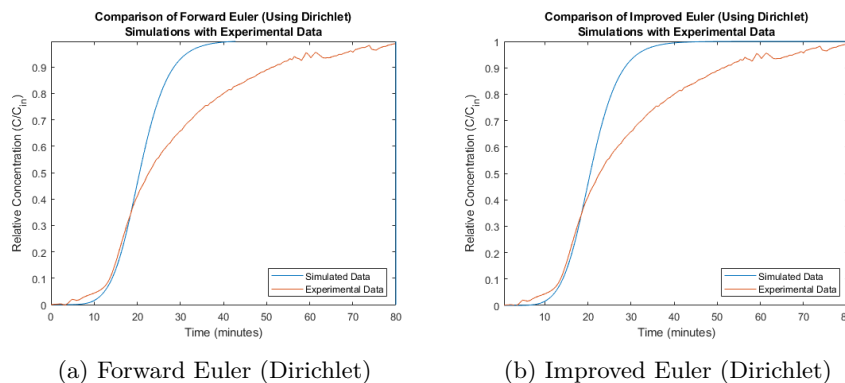 Comparison of Forward Euler (Using Dirichlet)
Simulations with Experimental Data
Relative Concentration (C/C_in)
0.9
0.8
0.7
0.6
0.5
0.4
0.3
0.2
0.1
0
0 10 20 30 40 50 60 70 80
Time (minutes)
Simulated Data
Experimental Data
(a) Forward Euler (Dirichlet)
Comparison of Improved Euler (Using Dirichlet)
Simulations with Experimental Data
Relative Concentration (C/C_in)
1
0.9
0.8
0.7
0.6
0.5
0.4
0.3
0.2
0.1
0
10 20 30 40 50 60 70 80
Time (minutes)
Simulated Data
Experimental Data
(b) Improved Euler (Dirichlet)